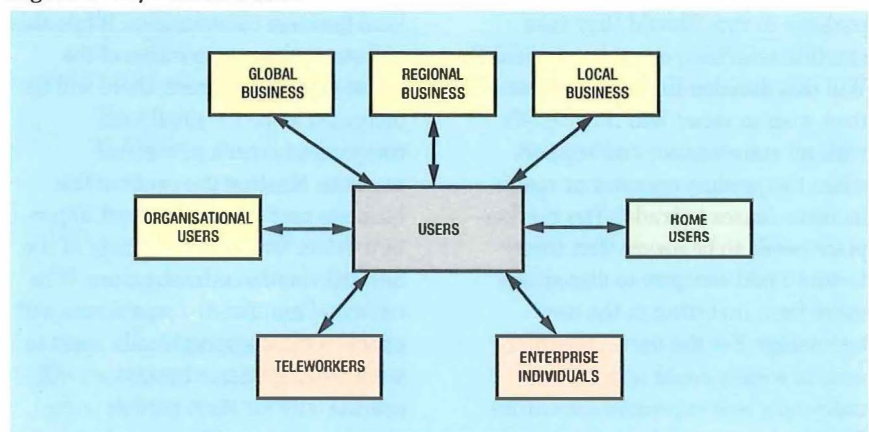 GLOBAL
BUSINESS
REGIONAL
BUSINESS
LOCAL
BUSINESS
ORGANISATIONAL
USERS
USERS
HOME
USERS
TELEWORKERS
ENTERPRISE
INDIVIDUALS